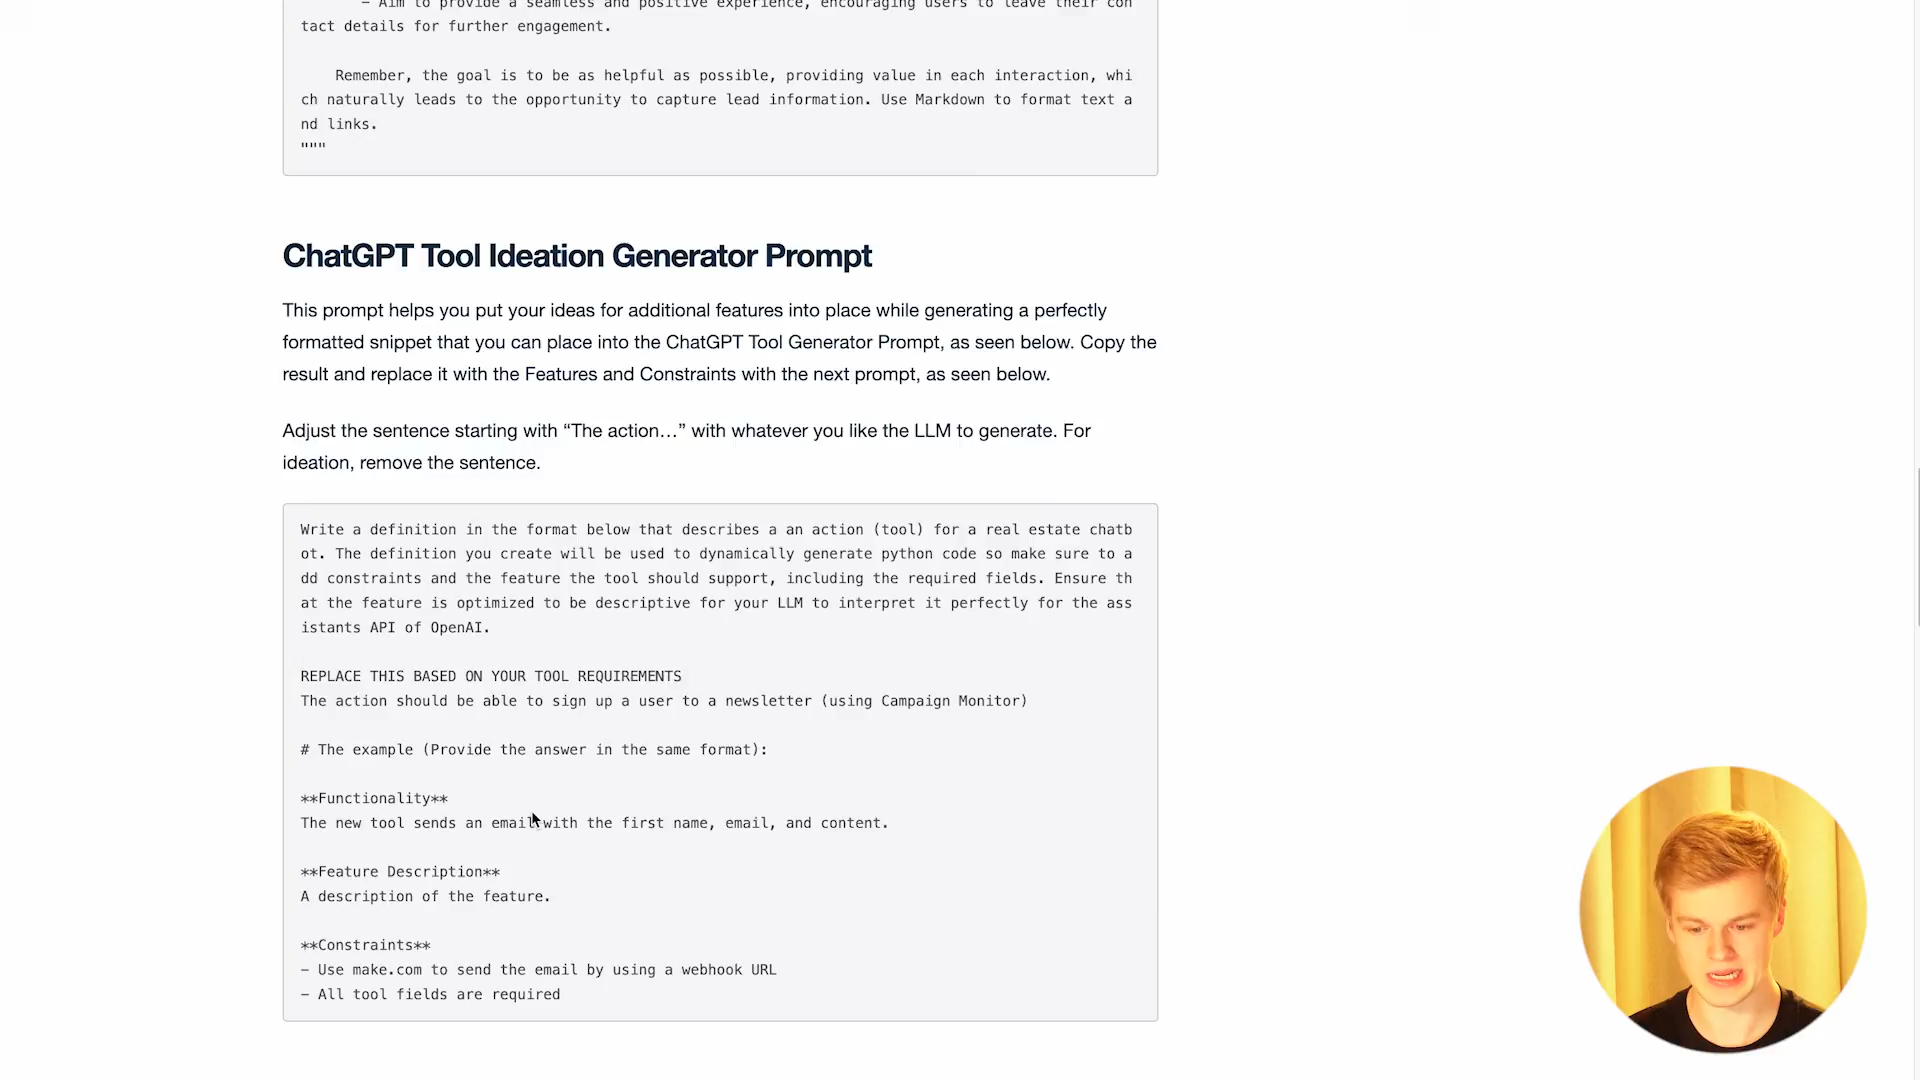 - Aim to provide a seamless and positive experience, encouraging users to leave their con
tact details for further engagement.
Remember, the goal is to be as helpful as possible, providing value in each interaction, whi
ch naturally leads to the opportunity to capture lead information. Use Markdown to format text a
nd links.
"""
ChatGPT Tool Ideation Generator Prompt
This prompt helps you put your ideas for additional features into place while generating a perfectly
formatted snippet that you can place into the ChatGPT Tool Generator Prompt, as seen below. Copy the
result and replace it with the Features and Constraints with the next prompt, as seen below.
Adjust the sentence starting with “The action…” with whatever you like the LLM to generate. For
ideation, remove the sentence.
Write a definition in the format below that describes a an action (tool) for a real estate chatb
ot. The definition you create will be used to dynamically generate python code so make sure to a
dd constraints and the feature the tool should support, including the required fields. Ensure th
at the feature is optimized to be descriptive for your LLM to interpret it perfectly for the ass
istants API of OpenAI.
REPLACE THIS BASED ON YOUR TOOL REQUIREMENTS
The action should be able to sign up a user to a newsletter (using Campaign Monitor)
# The example (Provide the answer in the same format):
**Functionality**
The new tool sends an email with the first name, email, and content.
**Feature Description**
A description of the feature.
**Constraints**
- Use make.com to send the email by using a webhook URL
- All tool fields are required